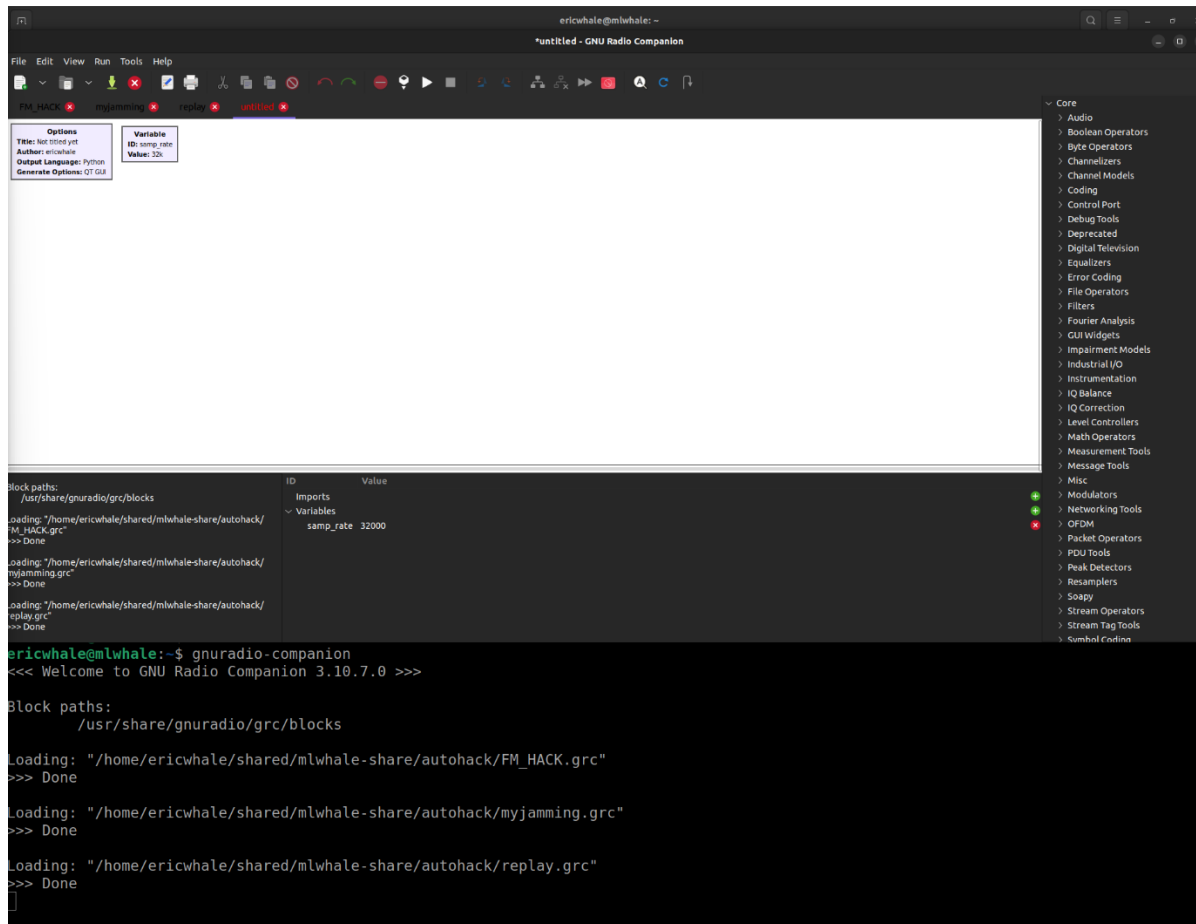 ericwhale@mlwhale: ~
*untitled - GNU Radio Companion
File Edit View Run Tools Help
FM_HACK myjamming replay untitled
Options
Title: Not titled yet
Author: ericwhale
Output Language: Python
Generate Options: QT GUI
Variable
ID: samp_rate
Value: 32k
Core
Audio
Boolean Operators
Byte Operators
Channelizers
Channel Models
Coding
Control Port
Debug Tools
Deprecated
Digital Television
Equalizers
Error Coding
File Operators
Filters
Fourier Analysis
GUI Widgets
Impairment Models
Industrial I/O
Instrumentation
IQ Balance
IQ Correction
Level Controllers
Math Operators
Measurement Tools
Message Tools
Misc
Modulators
Networking Tools
OFDM
Packet Operators
PDU Tools
Peak Detectors
Resamplers
Soapy
Stream Operators
Stream Tag Tools
Symbol Coding
Block paths:
/usr/share/gnuradio/grc/blocks
Loading: "/home/ericwhale/shared/mlwhale-share/autohack/
FM_HACK.grc"
>>> Done
Loading: "/home/ericwhale/shared/mlwhale-share/autohack/
myjamming.grc"
>>> Done
Loading: "/home/ericwhale/shared/mlwhale-share/autohack/
replay.grc"
>>> Done
ID Value
Imports
Variables
samp_rate 32000
ericwhale@mlwhale:~$ gnuradio-companion
<<< Welcome to GNU Radio Companion 3.10.7.0 >>>
Block paths:
/usr/share/gnuradio/grc/blocks
Loading: "/home/ericwhale/shared/mlwhale-share/autohack/FM_HACK.grc"
>>> Done
Loading: "/home/ericwhale/shared/mlwhale-share/autohack/myjamming.grc"
>>> Done
Loading: "/home/ericwhale/shared/mlwhale-share/autohack/replay.grc"
>>> Done